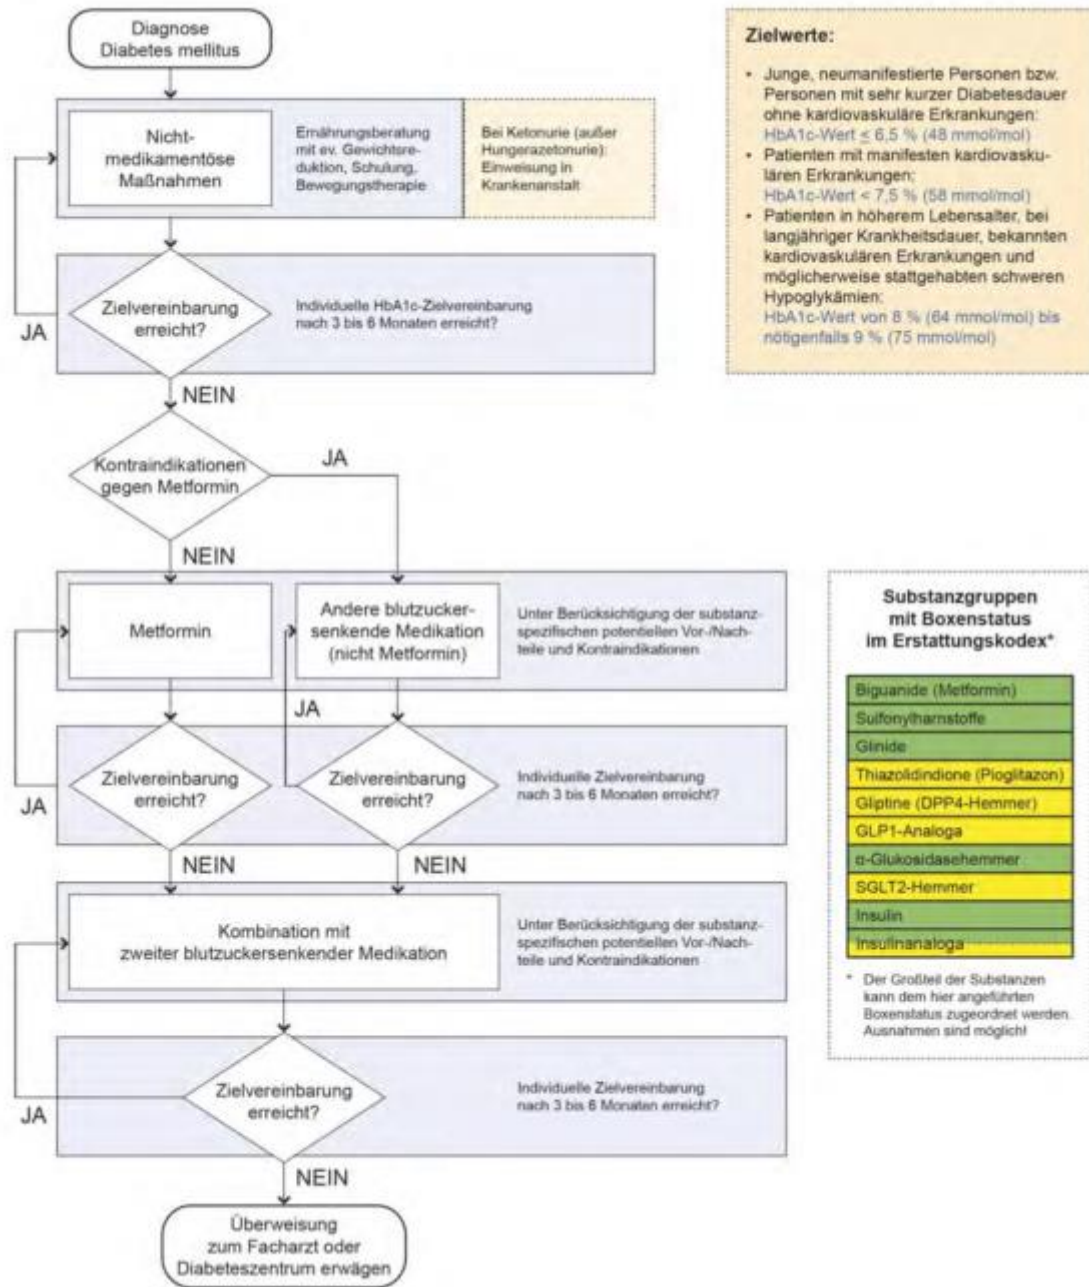 Diagnose
Diabetes mellitus
Nicht-
medikamentöse
Maßnahmen
Ernährungsberatung
mit ev. Gewichtsre-
duktion, Schulung,
Bewegungstherapie
Bei Ketonurie (außer
Hungerazetonurie):
Einweisung in
Krankenanstalt
Zielvereinbarung
erreicht?
Individuelle HbA1c-Zielvereinbarung
nach 3 bis 6 Monaten erreicht?
JA
NEIN
Kontraindikationen
gegen Metformin
JA
NEIN
Metformin
Andere blutzucker-
senkende Medikation
(nicht Metformin)
Unter Berücksichtigung der substanz-
spezifischen potentiellen Vor-/Nach-
teile und Kontraindikationen
JA
Zielvereinbarung
erreicht?
Zielvereinbarung
erreicht?
Individuelle Zielvereinbarung
nach 3 bis 6 Monaten erreicht?
JA
NEIN
NEIN
Kombination mit
zweiter blutzuckersenkender Medikation
Unter Berücksichtigung der substanz-
spezifischen potentiellen Vor-/Nach-
teile und Kontraindikationen
Zielvereinbarung
erreicht?
Individuelle Zielvereinbarung
nach 3 bis 6 Monaten erreicht?
JA
NEIN
Überweisung
zum Facharzt oder
Diabeteszentrum erwägen
Zielwerte:
• Junge, neumanifestierte Personen bzw.
Personen mit sehr kurzer Diabetesdauer
ohne kardiovaskuläre Erkrankungen:
HbA1c-Wert ≤ 6,5 % (48 mmol/mol)
• Patienten mit manifesten kardiovasku-
lären Erkrankungen:
HbA1c-Wert < 7,5 % (58 mmol/mol)
• Patienten in höherem Lebensalter, bei
langjähriger Krankheitsdauer, bekannten
kardiovaskulären Erkrankungen und
möglicherweise stattgehabten schweren
Hypoglykämien:
HbA1c-Wert von 8 % (64 mmol/mol) bis
nötigenfalls 9 % (75 mmol/mol)
Substanzgruppen
mit Boxenstatus
im Erstattungskodex*
Biguanide (Metformin)
Sulfonylharnstoffe
Glinide
Thiazolidindione (Pioglitazon)
Gliptine (DPP4-Hemmer)
GLP1-Analoga
α-Glukosidasehemmer
SGLT2-Hemmer
Insulin
Insulinanaloga
* Der Großteil der Substanzen
kann dem hier angeführten
Boxenstatus zugeordnet werden.
Ausnahmen sind möglich!